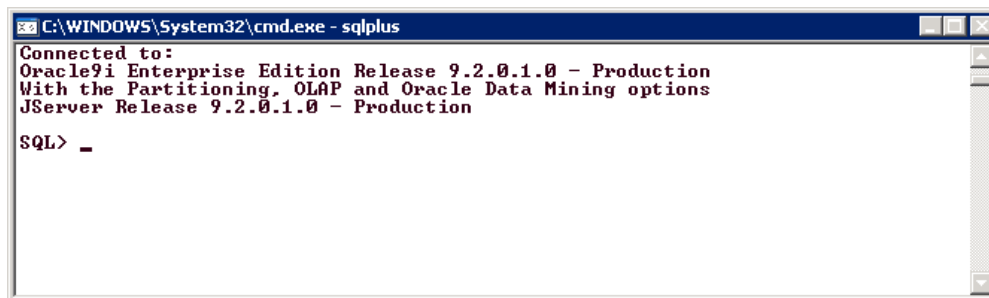 C:\WINDOWS\System32\cmd.exe - sqlplus
Connected to:
Oracle9i Enterprise Edition Release 9.2.0.1.0 - Production
With the Partitioning, OLAP and Oracle Data Mining options
JServer Release 9.2.0.1.0 - Production
SQL> _